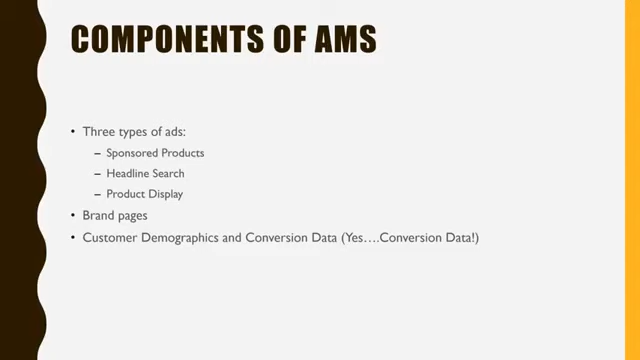 COMPONENTS OF AMS
• Three types of ads:
– Sponsored Products
– Headline Search
– Product Display
• Brand pages
• Customer Demographics and Conversion Data (Yes….Conversion Data!)